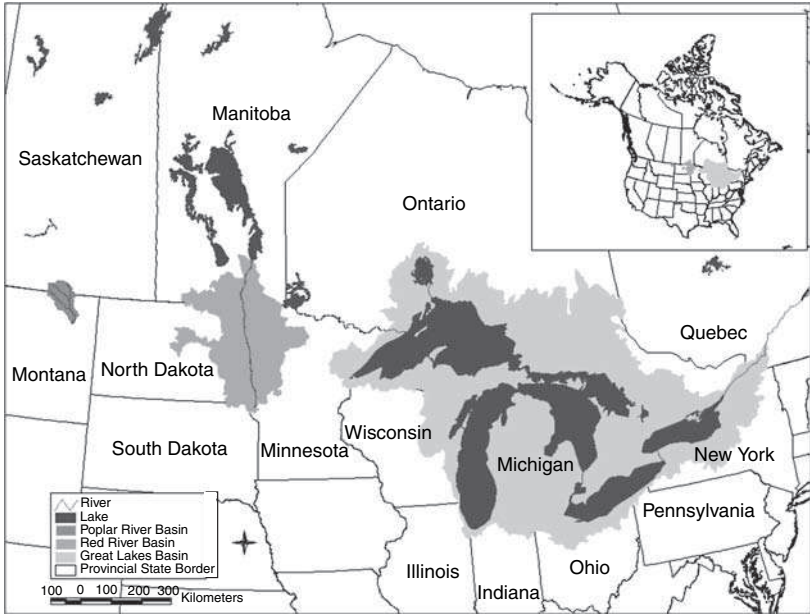 Manitoba
Saskatchewan
Ontario
Quebec
North Dakota
Montana
South Dakota
Minnesota
Wisconsin
Michigan
New York
Pennsylvania
Illinois
Indiana
Ohio
River
Lake
Poplar River Basin
Red River Basin
Great Lakes Basin
Provincial State Border
100 0 100 200 300
Kilometers